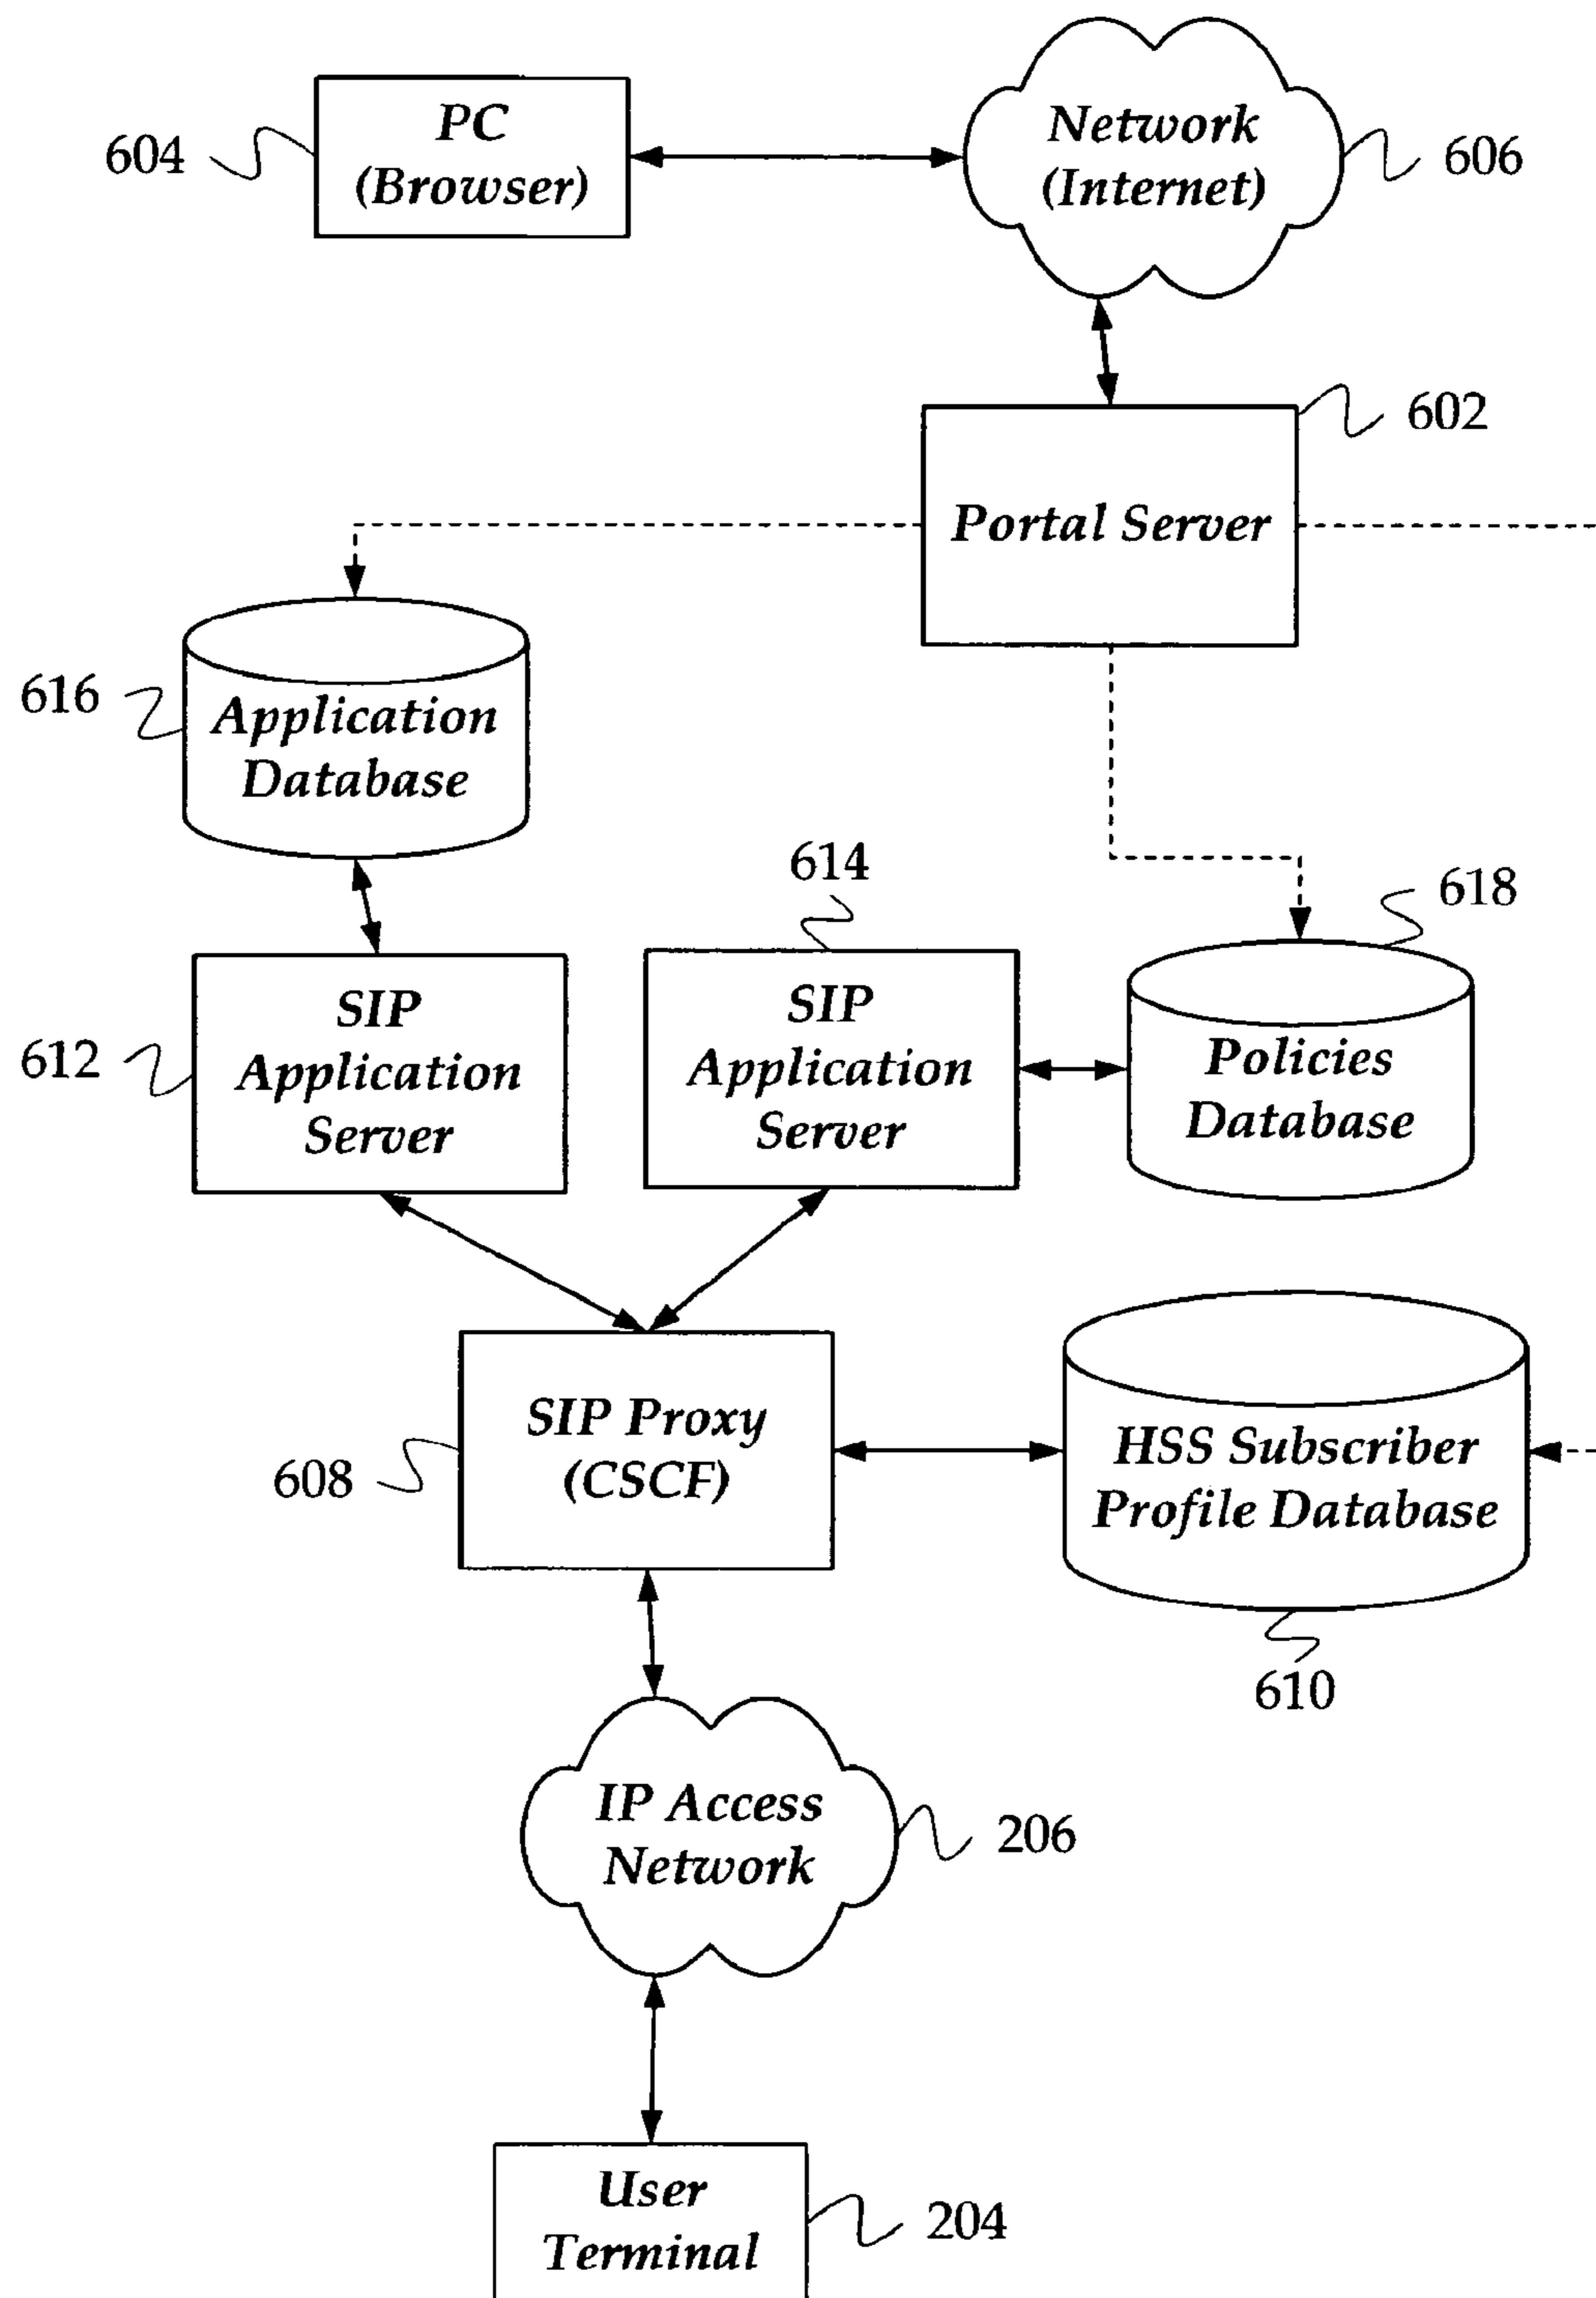 PC
(Browser)
604
Network
(Internet)
606
602
Portal Server
616
Application
Database
614
618
SIP
Application
Server
612
SIP
Application
Server
Policies
Database
SIP Proxy
(CSCF)
608
HSS Subscriber
Profile Database
610
IP Access
Network
206
User
Terminal
204